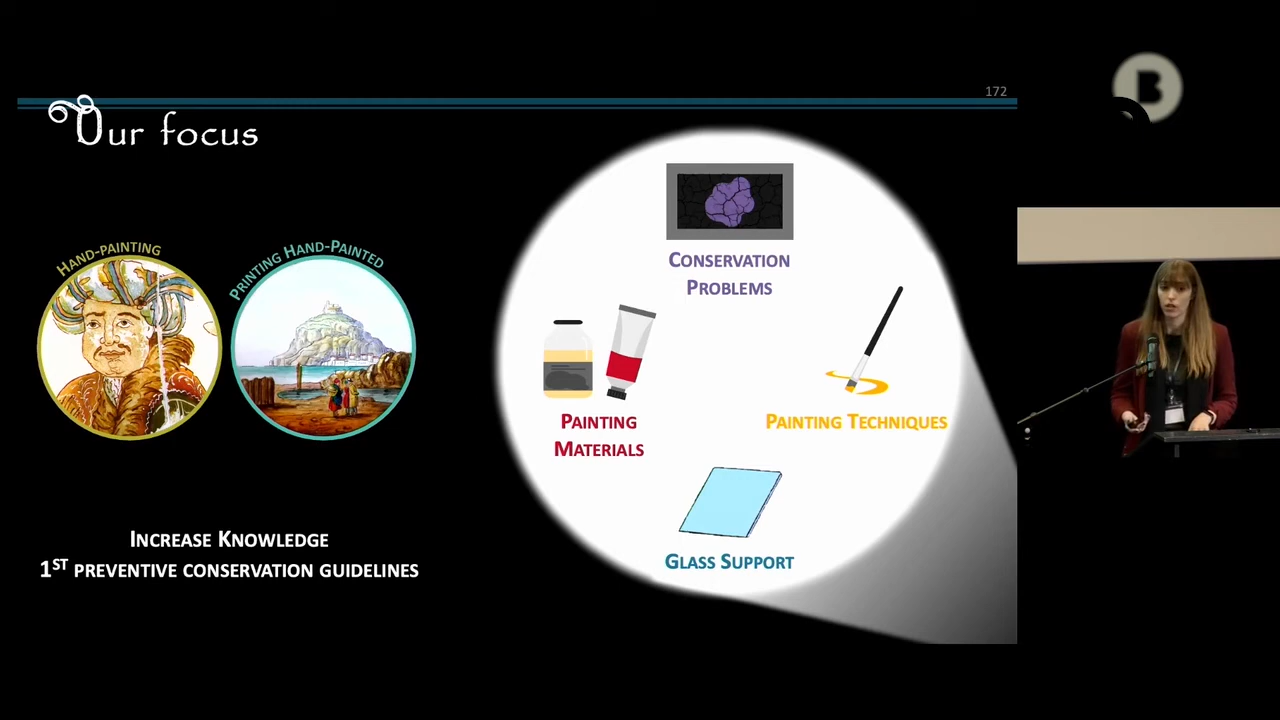 172
Our focus
HAND-PAINTING
PRINTING HAND-PAINTED
INCREASE KNOWLEDGE
1ST PREVENTIVE CONSERVATION GUIDELINES
CONSERVATION
PROBLEMS
PAINTING
MATERIALS
PAINTING TECHNIQUES
GLASS SUPPORT
B